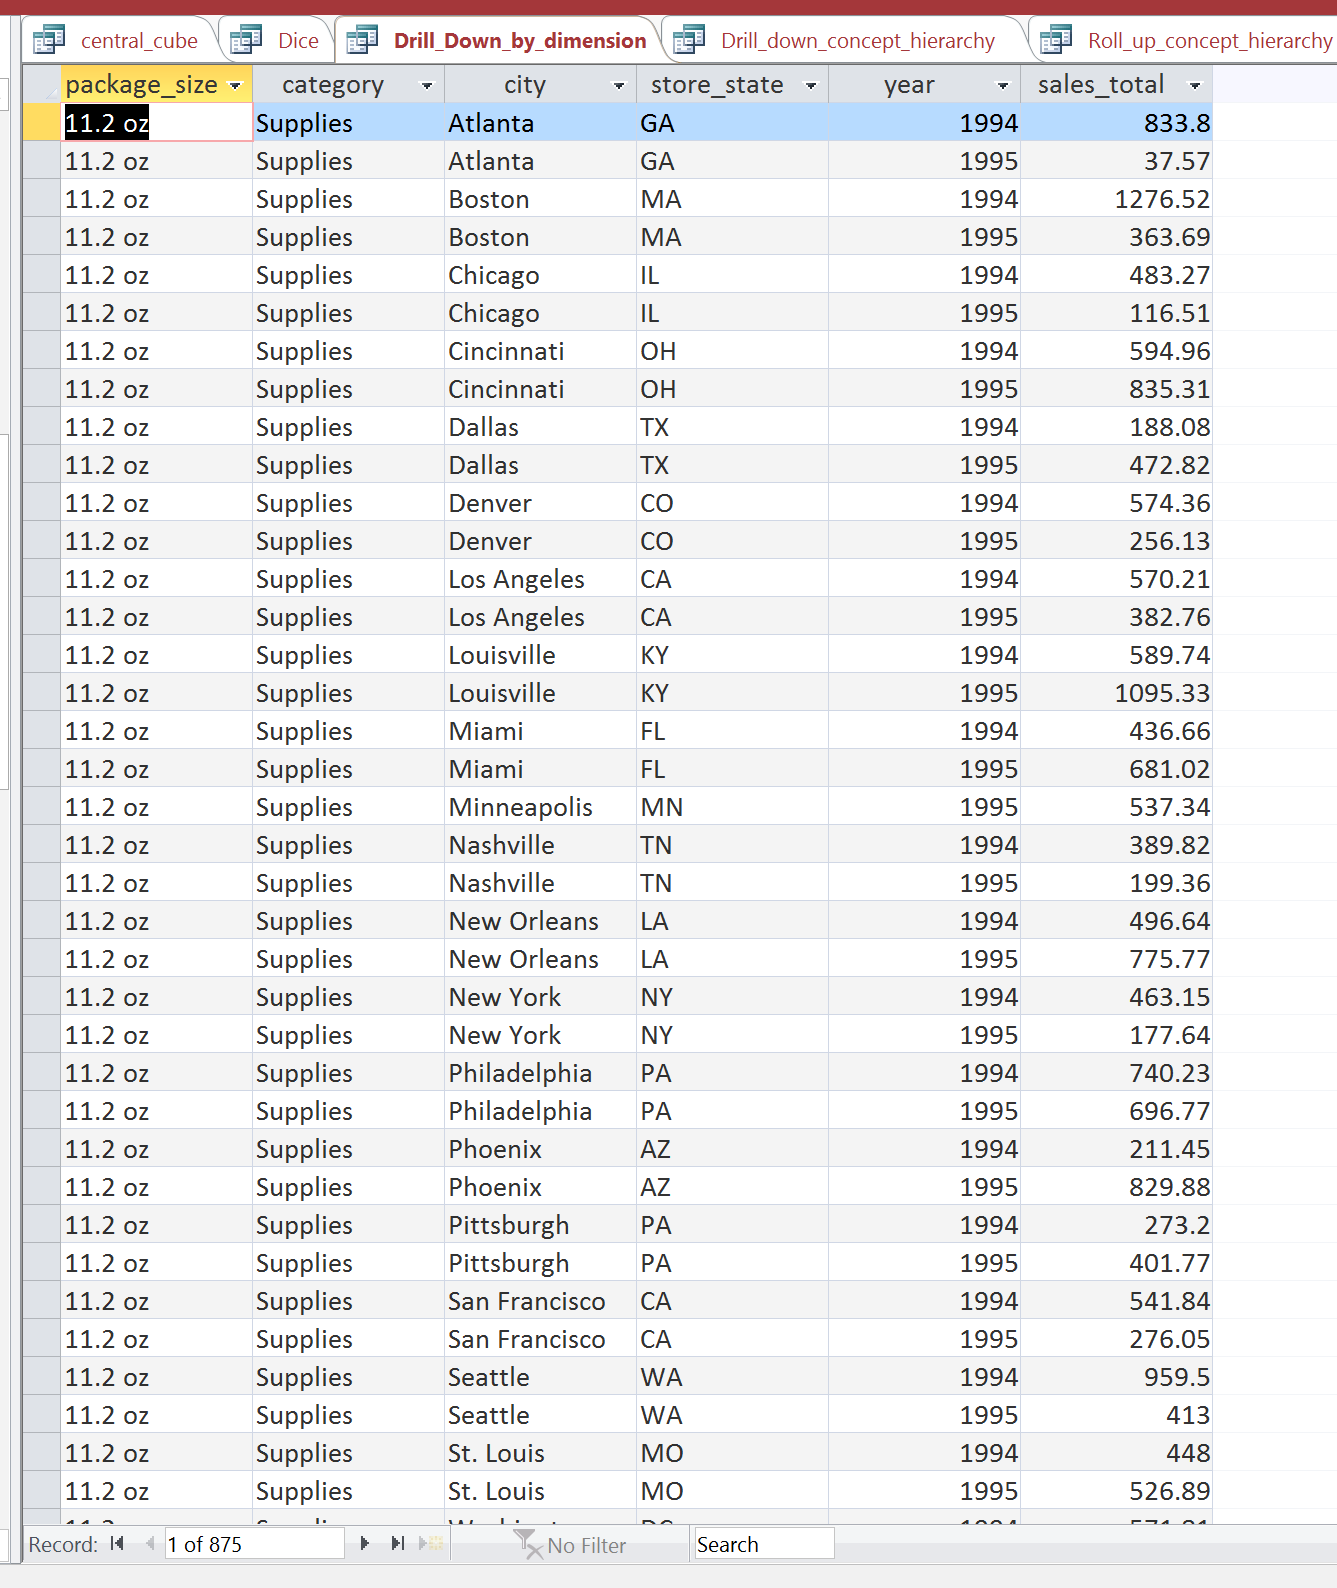 central_cube Dice Drill_Down_by_dimension Drill_down_concept_hierarchy Roll_up_concept_hierarchy
package_size category city store_state year sales_total
11.2 oz Supplies Atlanta GA 1994 833.8
11.2 oz Supplies Atlanta GA 1995 37.57
11.2 oz Supplies Boston MA 1994 1276.52
11.2 oz Supplies Boston MA 1995 363.69
11.2 oz Supplies Chicago IL 1994 483.27
11.2 oz Supplies Chicago IL 1995 116.51
11.2 oz Supplies Cincinnati OH 1994 594.96
11.2 oz Supplies Cincinnati OH 1995 835.31
11.2 oz Supplies Dallas TX 1994 188.08
11.2 oz Supplies Dallas TX 1995 472.82
11.2 oz Supplies Denver CO 1994 574.36
11.2 oz Supplies Denver CO 1995 256.13
11.2 oz Supplies Los Angeles CA 1994 570.21
11.2 oz Supplies Los Angeles CA 1995 382.76
11.2 oz Supplies Louisville KY 1994 589.74
11.2 oz Supplies Louisville KY 1995 1095.33
11.2 oz Supplies Miami FL 1994 436.66
11.2 oz Supplies Miami FL 1995 681.02
11.2 oz Supplies Minneapolis MN 1995 537.34
11.2 oz Supplies Nashville TN 1994 389.82
11.2 oz Supplies Nashville TN 1995 199.36
11.2 oz Supplies New Orleans LA 1994 496.64
11.2 oz Supplies New Orleans LA 1995 775.77
11.2 oz Supplies New York NY 1994 463.15
11.2 oz Supplies New York NY 1995 177.64
11.2 oz Supplies Philadelphia PA 1994 740.23
11.2 oz Supplies Philadelphia PA 1995 696.77
11.2 oz Supplies Phoenix AZ 1994 211.45
11.2 oz Supplies Phoenix AZ 1995 829.88
11.2 oz Supplies Pittsburgh PA 1994 273.2
11.2 oz Supplies Pittsburgh PA 1995 401.77
11.2 oz Supplies San Francisco CA 1994 541.84
11.2 oz Supplies San Francisco CA 1995 276.05
11.2 oz Supplies Seattle WA 1994 959.5
11.2 oz Supplies Seattle WA 1995 413
11.2 oz Supplies St. Louis MO 1994 448
11.2 oz Supplies St. Louis MO 1995 526.89
Record: 1 of 875 No Filter Search